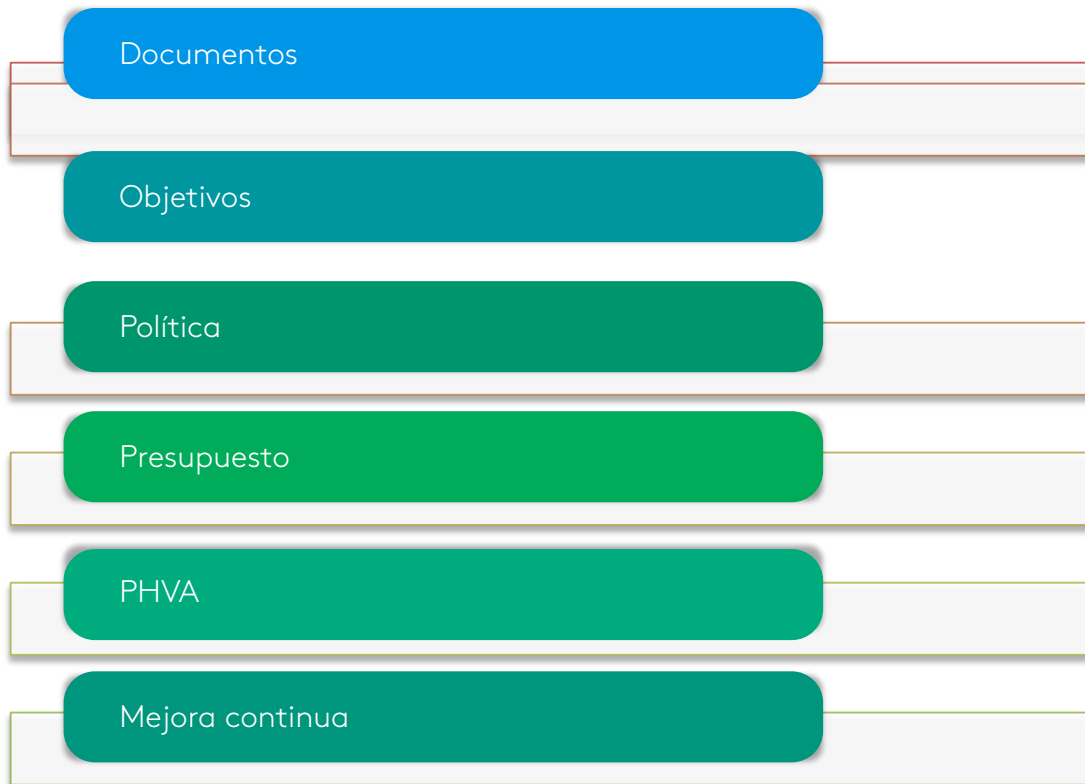 Documentos
Objetivos
Política
Presupuesto
PHVA
Mejora continua